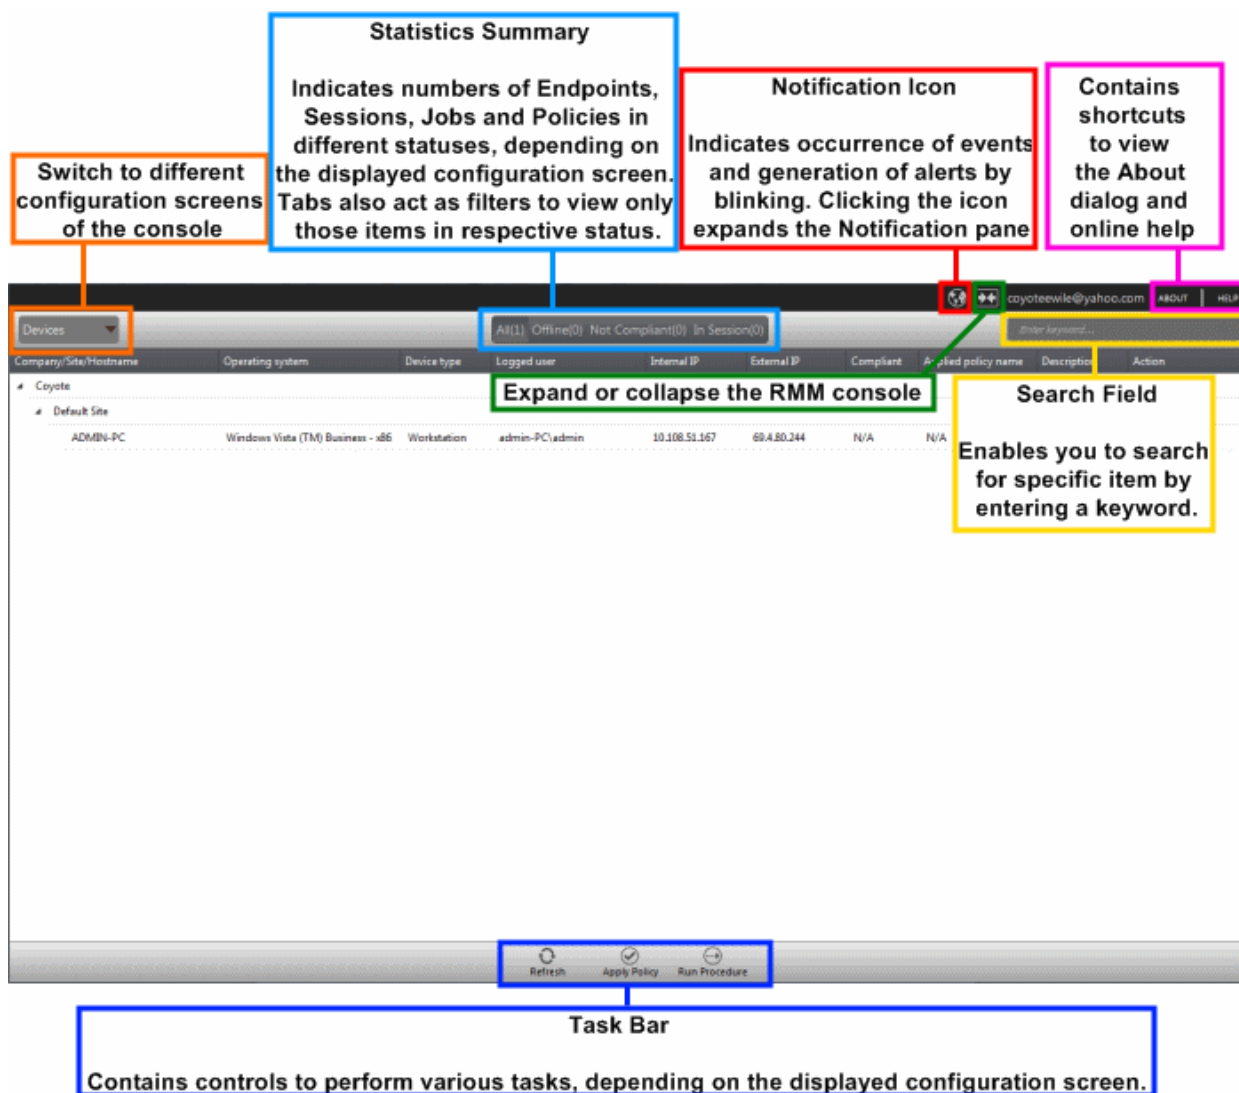 Statistics Summary
Indicates numbers of Endpoints,
Sessions, Jobs and Policies in
different statuses, depending on
the displayed configuration screen.
Tabs also act as filters to view only
those items in respective status.
Notification Icon
Indicates occurrence of events
and generation of alerts by
blinking. Clicking the icon
expands the Notification pane
Contains
shortcuts
to view
the About
dialog and
online help
Switch to different
configuration screens
of the console
coyoteewile@yahoo.com ABOUT HELP
Devices All(1) Offline(0) Not Compliant(0) In Session(0) Enter keyword...
Company/Site/Hostname Operating system Device type Logged user Internal IP External IP Compliant Applied policy name Description Action
Coyote
Expand or collapse the RMM console
Default Site
ADMIN-PC Windows Vista (TM) Business - x86 Workstation admin-PC\admin 10.108.51.167 69.4.80.244 N/A N/A
Search Field
Enables you to search
for specific item by
entering a keyword.
Refresh Apply Policy Run Procedure
Task Bar
Contains controls to perform various tasks, depending on the displayed configuration screen.